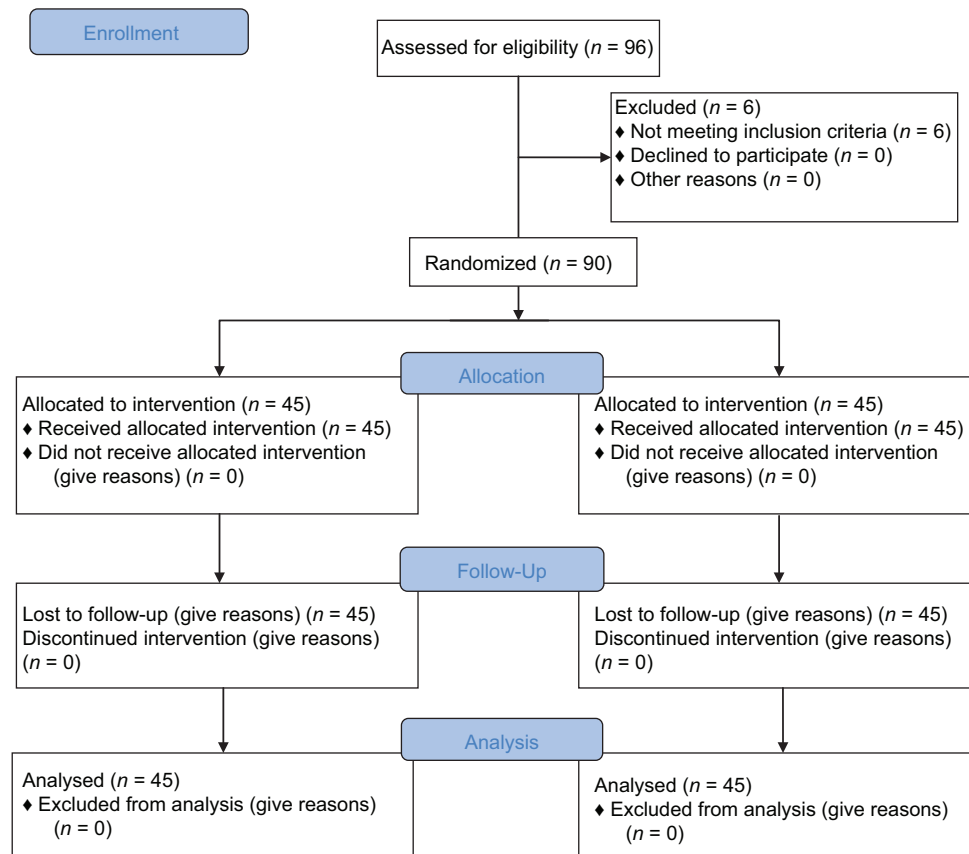 Enrollment
Assessed for eligibility (n = 96)
Excluded (n = 6)
♦ Not meeting inclusion criteria (n = 6)
♦ Declined to participate (n = 0)
♦ Other reasons (n = 0)
Randomized (n = 90)
Allocation
Allocated to intervention (n = 45)
♦ Received allocated intervention (n = 45)
♦ Did not receive allocated intervention
(give reasons) (n = 0)
Allocated to intervention (n = 45)
♦ Received allocated intervention (n = 45)
♦ Did not receive allocated intervention
(give reasons) (n = 0)
Follow-Up
Lost to follow-up (give reasons) (n = 45)
Discontinued intervention (give reasons)
(n = 0)
Lost to follow-up (give reasons) (n = 45)
Discontinued intervention (give reasons)
(n = 0)
Analysis
Analysed (n = 45)
♦ Excluded from analysis (give reasons)
(n = 0)
Analysed (n = 45)
♦ Excluded from analysis (give reasons)
(n = 0)